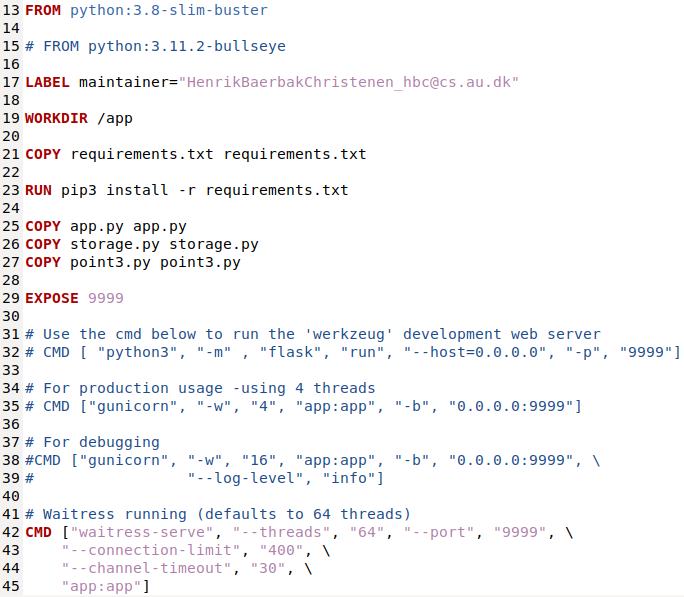 13 FROM python:3.8-slim-buster
14
15 # FROM python:3.11.2-bullseye
16
17 LABEL maintainer="HenrikBaerbakChristenen_hbc@cs.au.dk"
18
19 WORKDIR /app
20
21 COPY requirements.txt requirements.txt
22
23 RUN pip3 install -r requirements.txt
24
25 COPY app.py app.py
26 COPY storage.py storage.py
27 COPY point3.py point3.py
28
29 EXPOSE 9999
30
31 # Use the cmd below to run the 'werkzeug' development web server
32 # CMD [ "python3", "-m" , "flask", "run", "--host=0.0.0.0", "-p", "9999"]
33
34 # For production usage -using 4 threads
35 # CMD ["gunicorn", "-w", "4", "app:app", "-b", "0.0.0.0:9999"]
36
37 # For debugging
38 #CMD ["gunicorn", "-w", "16", "app:app", "-b", "0.0.0.0:9999", \
39 #                 "--log-level", "info"]
40
41 # Waitress running (defaults to 64 threads)
42 CMD ["waitress-serve", "--threads", "64", "--port", "9999", \
43     "--connection-limit", "400", \
44     "--channel-timeout", "30", \
45     "app:app"]